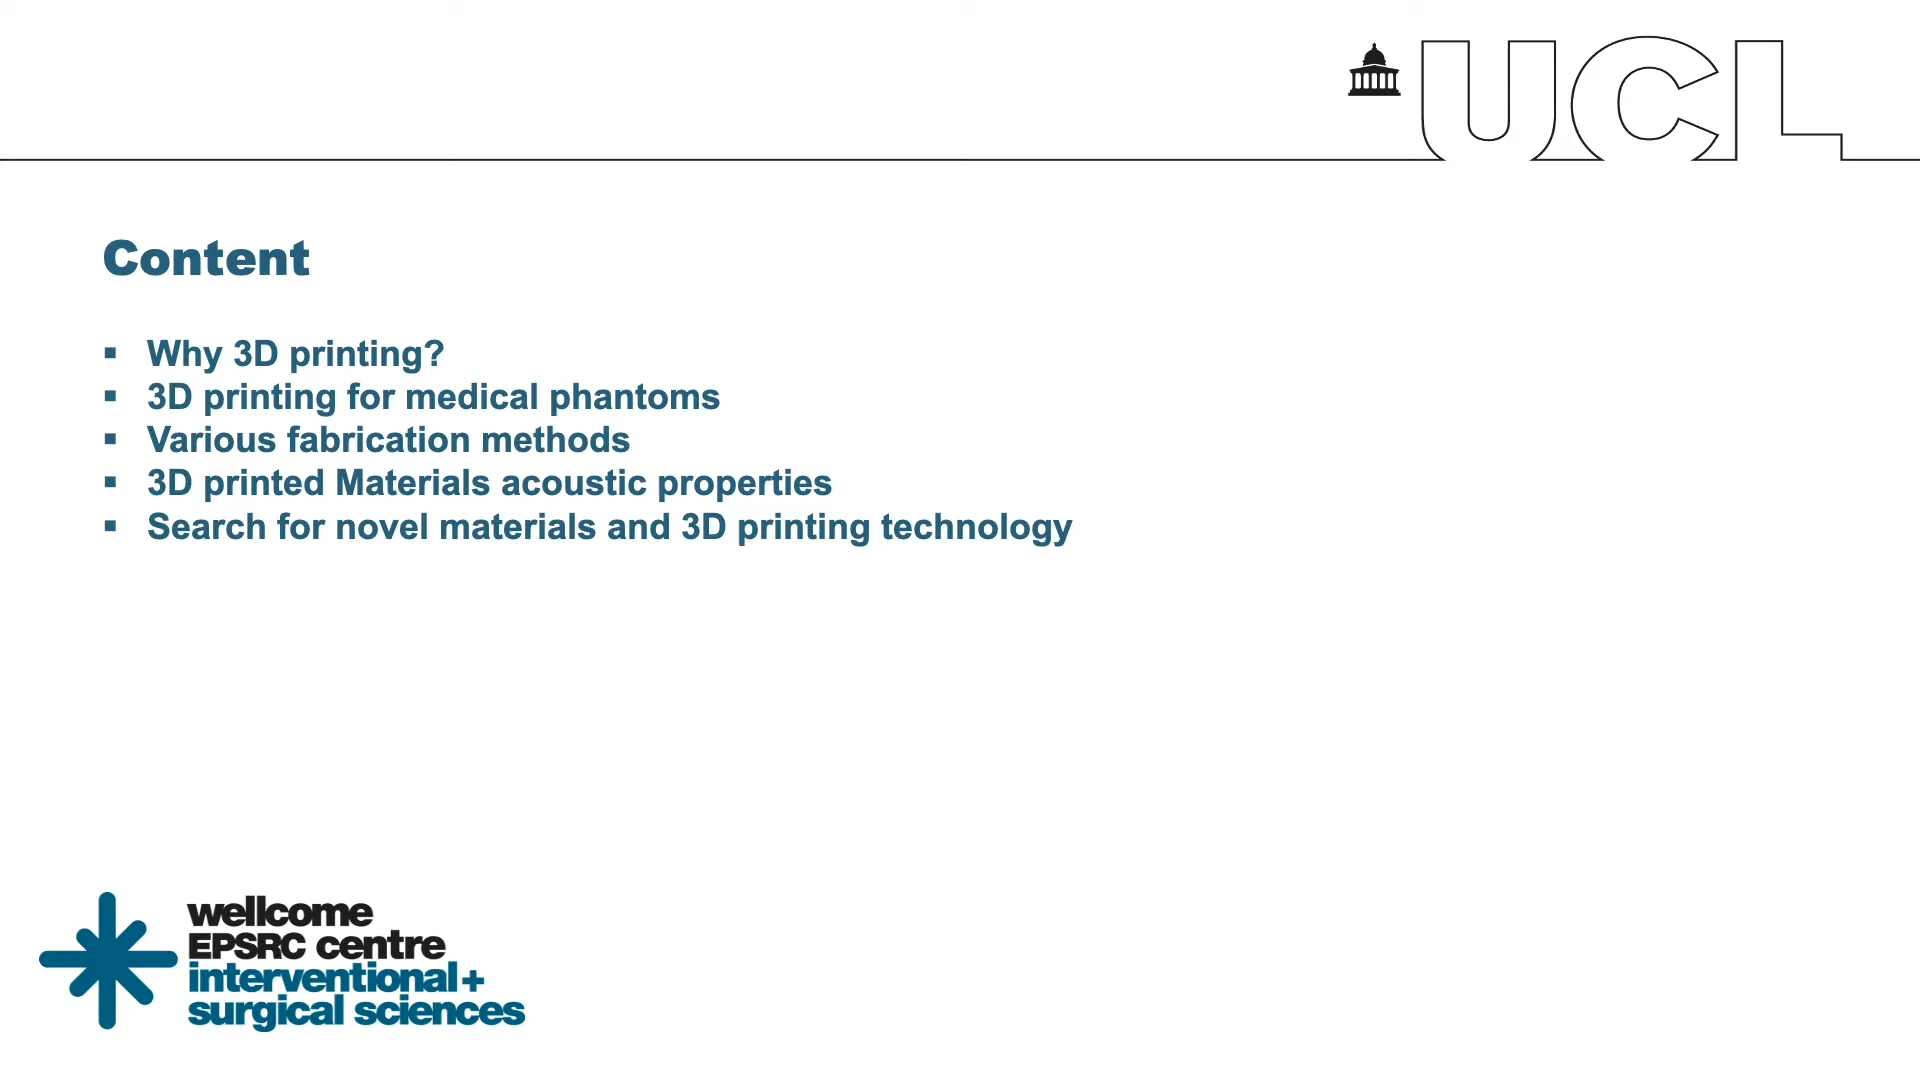 UCL
Content
▪ Why 3D printing?
▪ 3D printing for medical phantoms
▪ Various fabrication methods
▪ 3D printed Materials acoustic properties
▪ Search for novel materials and 3D printing technology
wellcome
EPSRC centre
interventional+
surgical sciences